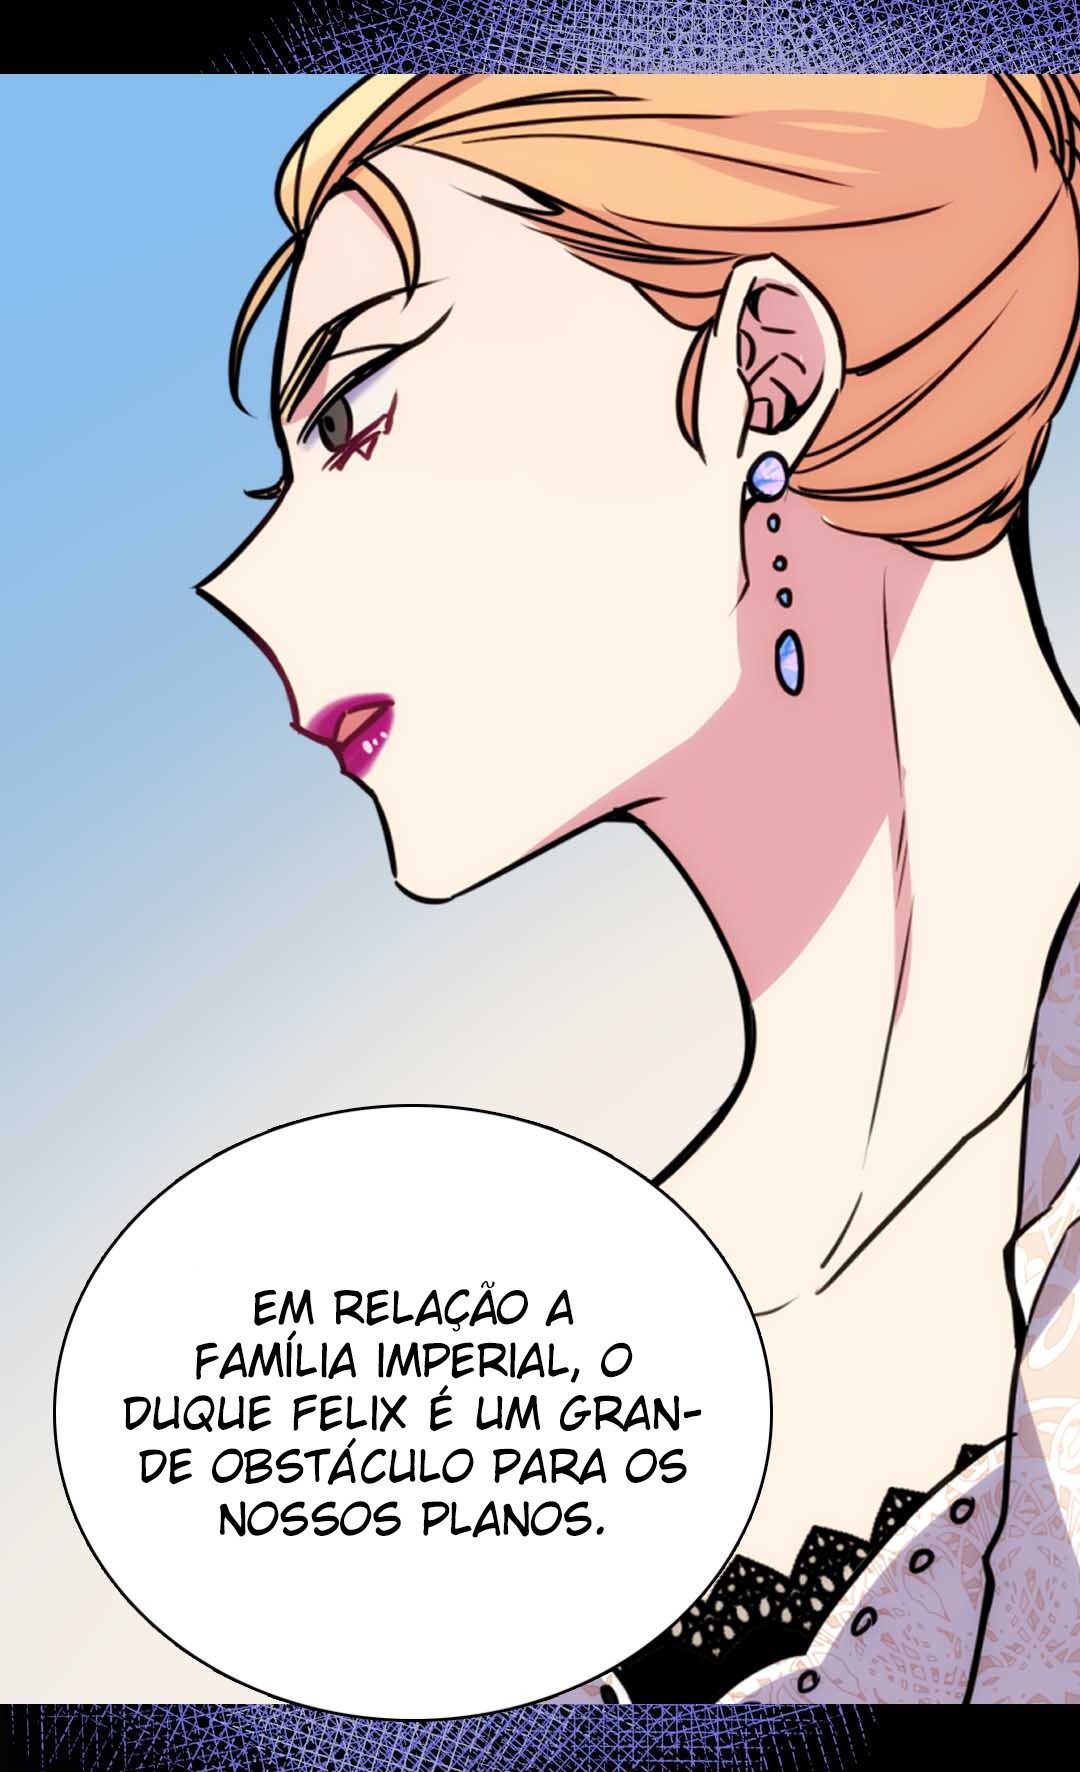 EM RELAÇÃO A
FAMÍLIA IMPERIAL, O
DUQUE FELIX É UM GRAN-
DE OBSTÁCULO PARA OS
NOSSOS PLANOS.